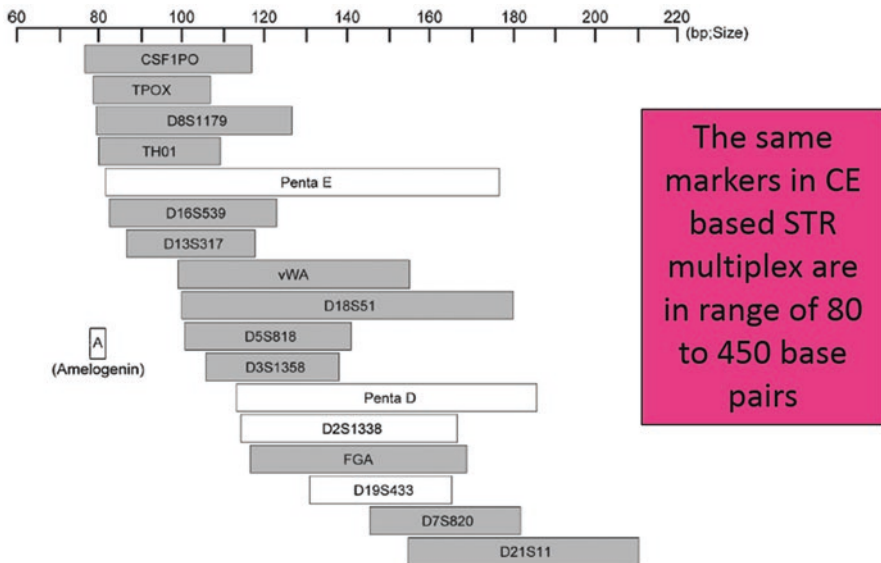 60 80 100 120 140 160 180 200 220
(bp;Size)
CSF1PO
TPOX
D8S1179
TH01
Penta E
D16S539
D13S317
vWA
D18S51
D5S818
A
(Amelogenin)
D3S1358
Penta D
D2S1338
FGA
D19S433
D7S820
D21S11
The same
markers in CE
based STR
multiplex are
in range of 80
to 450 base
pairs